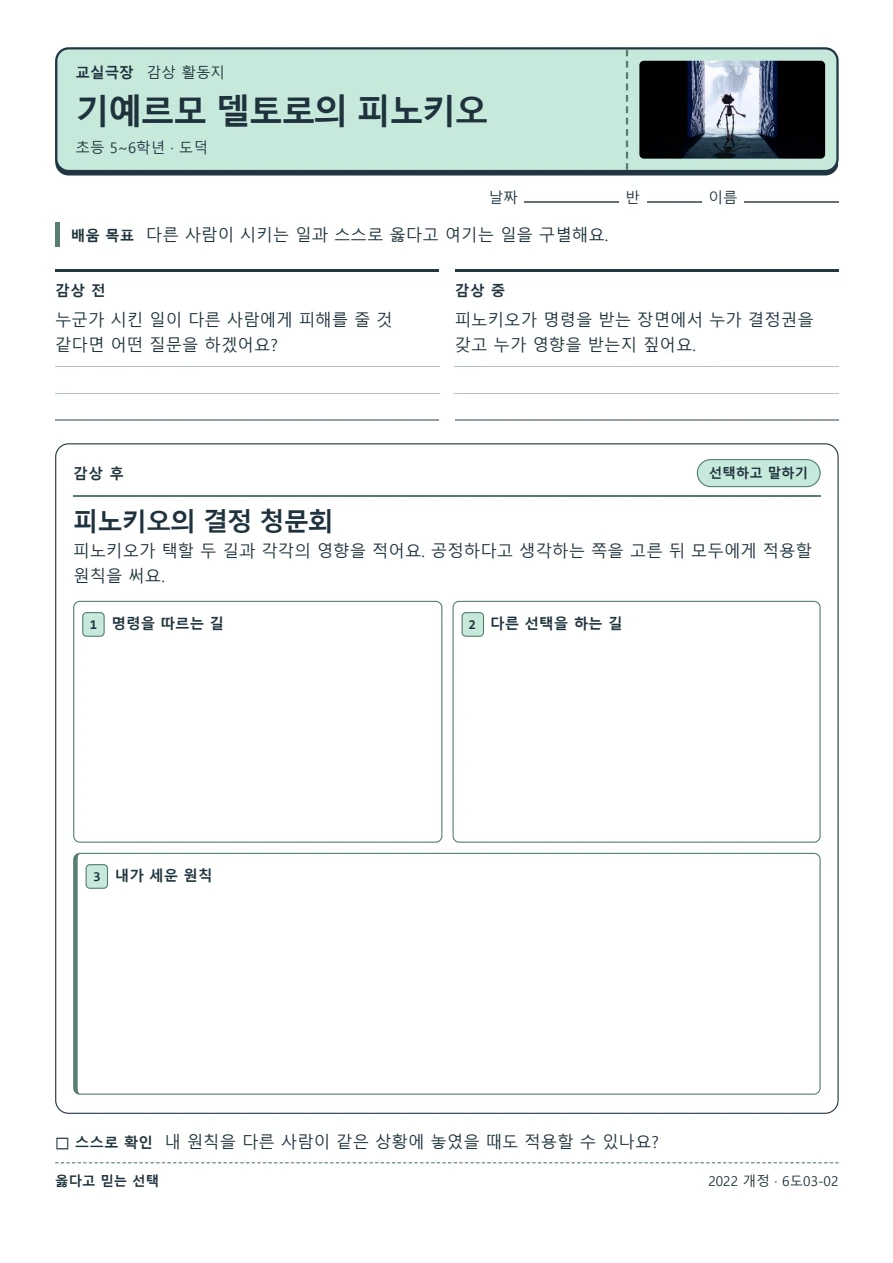 교실극장 감상 활동지
기예르모 델토로의 피노키오
초등 5~6학년 · 도덕
날짜 반 이름
배움 목표 다른 사람이 시키는 일과 스스로 옳다고 여기는 일을 구별해요.
감상 전
누군가 시킨 일이 다른 사람에게 피해를 줄 것
같다면 어떤 질문을 하겠어요?
감상 중
피노키오가 명령을 받는 장면에서 누가 결정권을
갖고 누가 영향을 받는지 짚어요.
감상 후
선택하고 말하기
피노키오의 결정 청문회
피노키오가 택할 두 길과 각각의 영향을 적어요. 공정하다고 생각하는 쪽을 고른 뒤 모두에게 적용할
원칙을 써요.
1 명령을 따르는 길
2 다른 선택을 하는 길
3 내가 세운 원칙
□ 스스로 확인 내 원칙을 다른 사람이 같은 상황에 놓였을 때도 적용할 수 있나요?
옳다고 믿는 선택
2022 개정 · 6도03-02